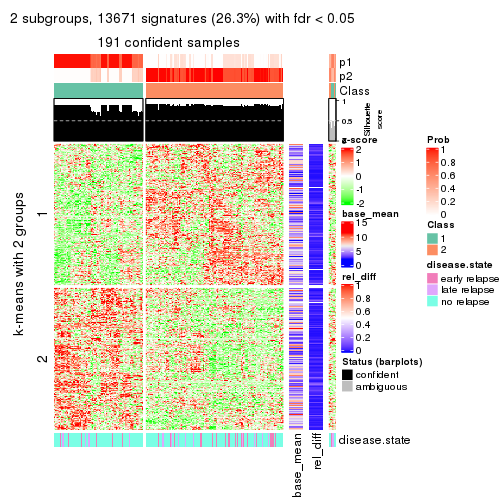 2 subgroups, 13671 signatures (26.3%) with fdr < 0.05
191 confident samples
p1
p2
Class
1
0.5
0
Silhouette
score
k-means with 2 groups
1
2
z-score
2
1
0
-1
-2
base_mean
15
10
5
0
rel_diff
1
0.8
0.6
0.4
0.2
0
Status (barplots)
confident
ambiguous
Prob
1
0.8
0.6
0.4
0.2
0
Class
1
2
disease.state
early relapse
late relapse
no relapse
disease.state
base_mean
rel_diff